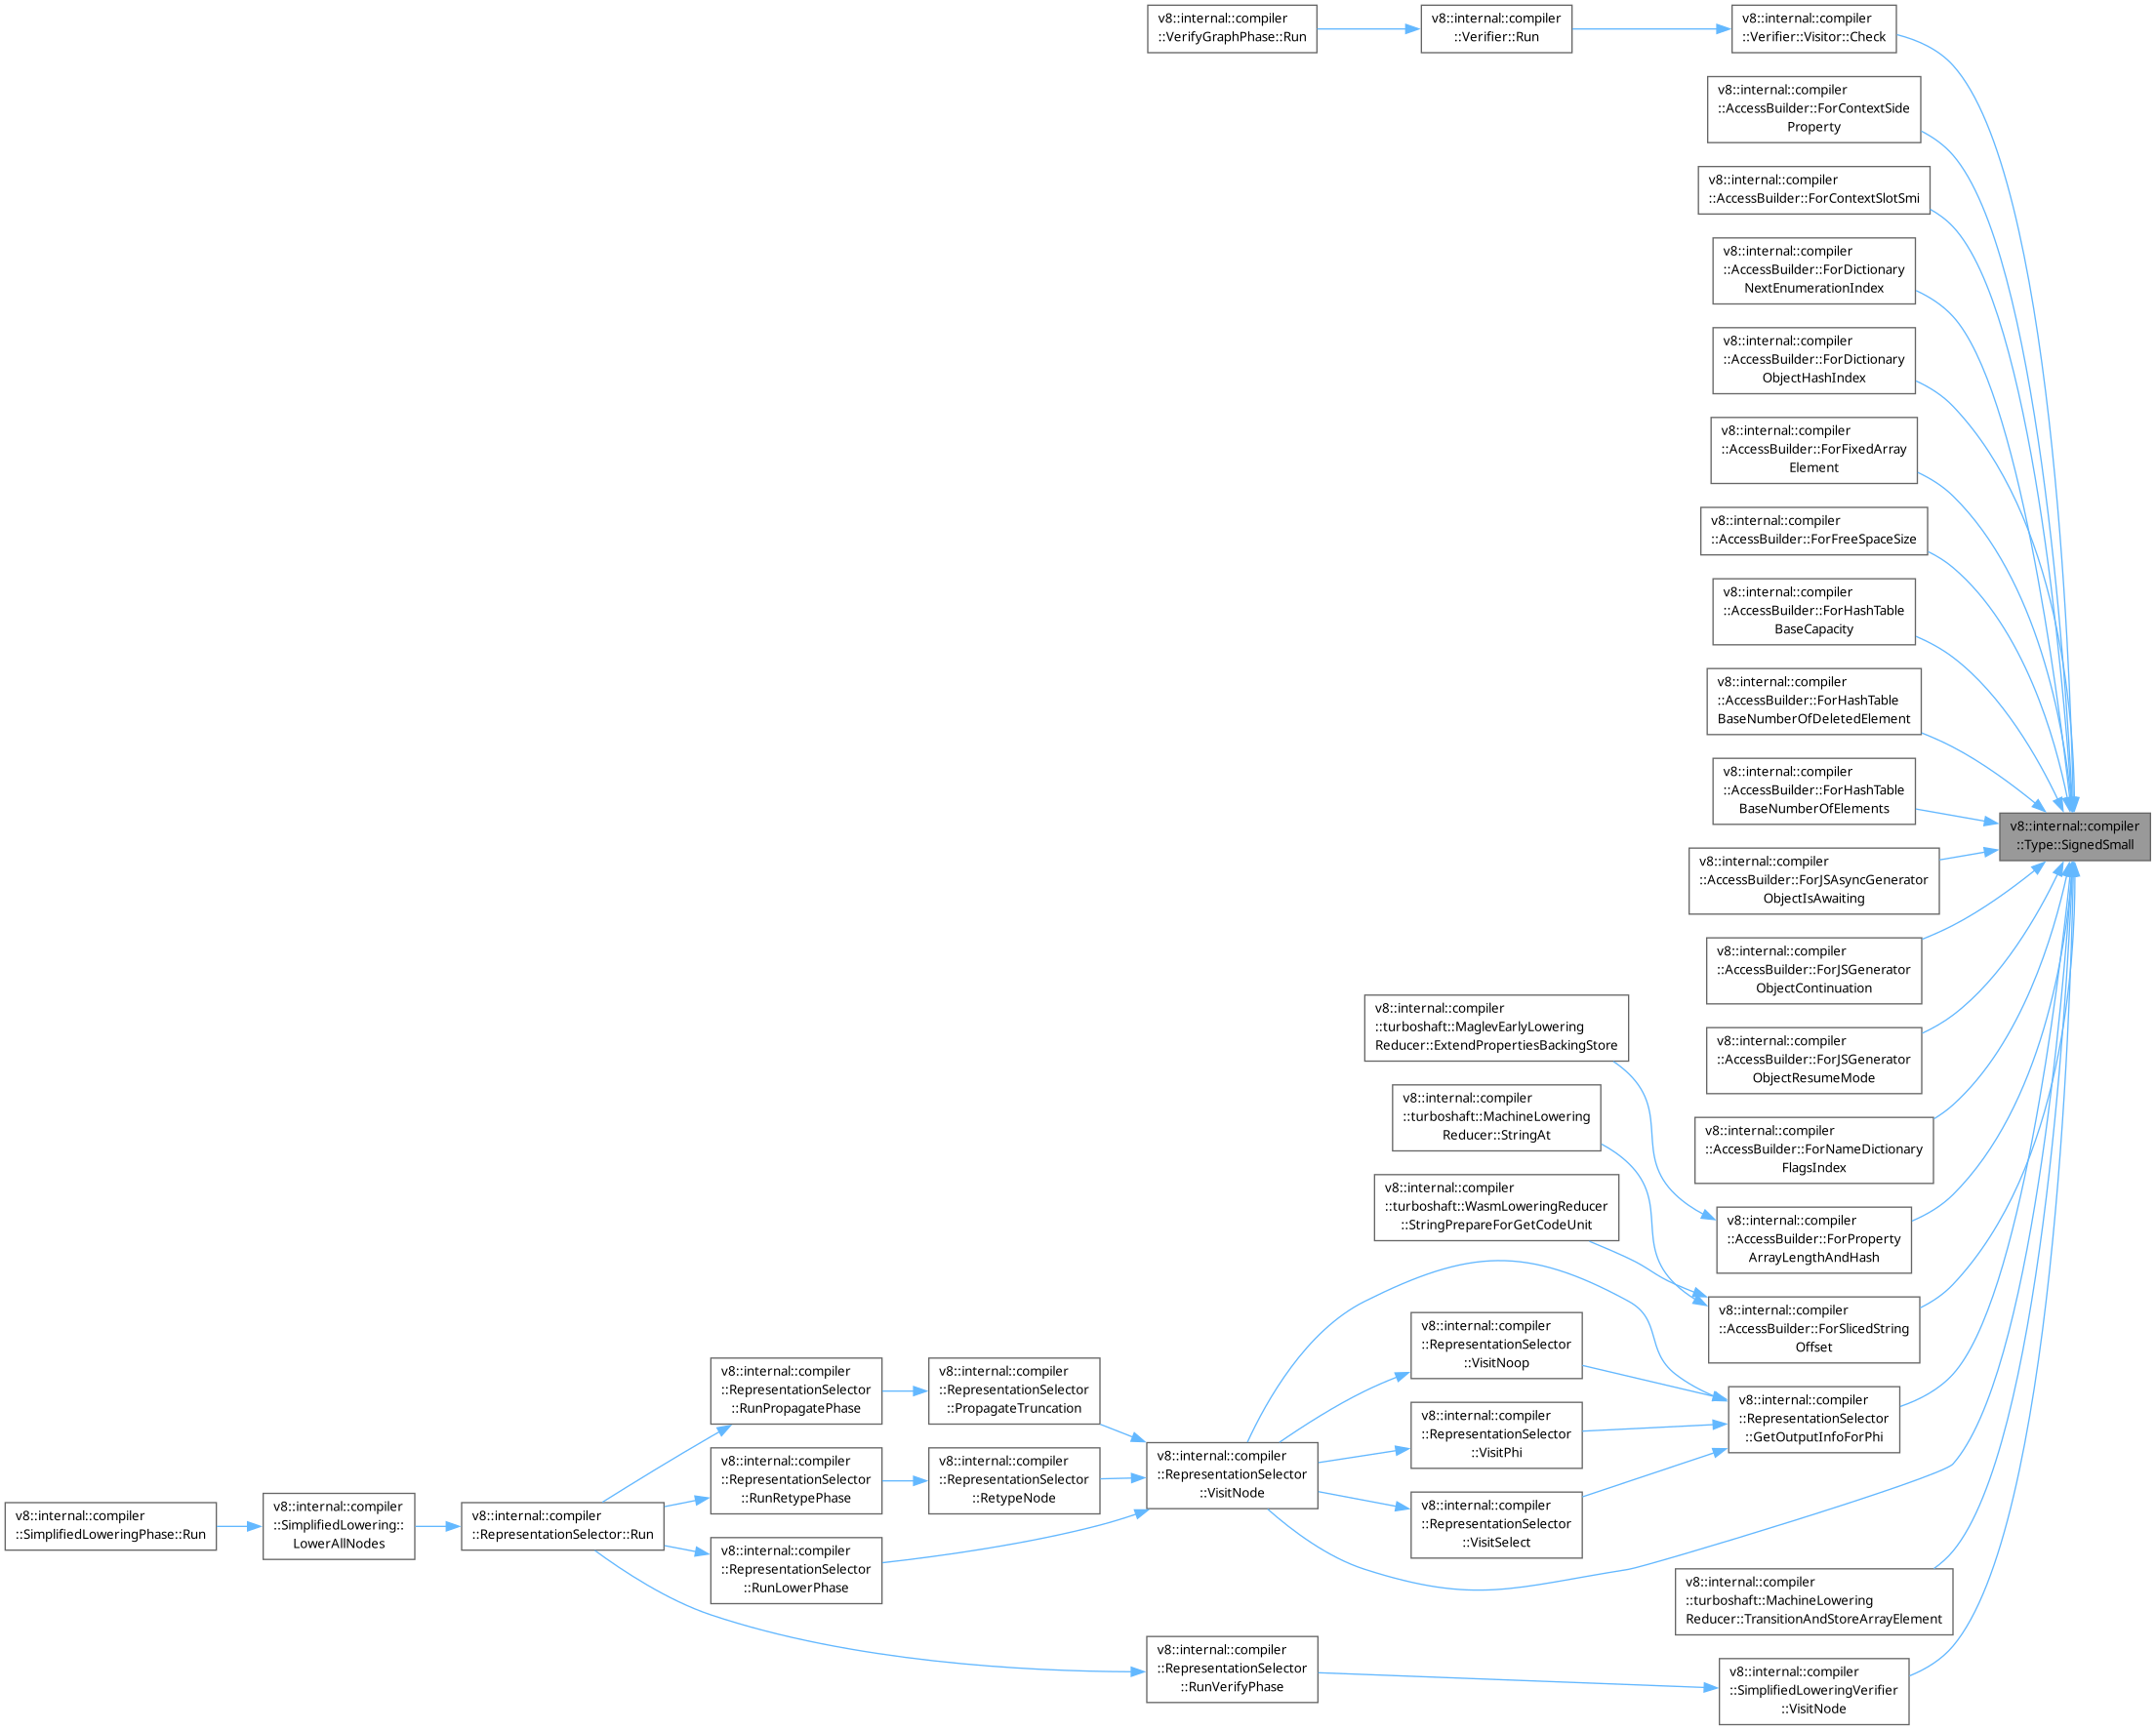 v8::internal::compiler
::VerifyGraphPhase::Run
v8::internal::compiler
::Verifier::Run
v8::internal::compiler
::Verifier::Visitor::Check
v8::internal::compiler
::AccessBuilder::ForContextSide
Property
v8::internal::compiler
::AccessBuilder::ForContextSlotSmi
v8::internal::compiler
::AccessBuilder::ForDictionary
NextEnumerationIndex
v8::internal::compiler
::AccessBuilder::ForDictionary
ObjectHashIndex
v8::internal::compiler
::AccessBuilder::ForFixedArray
Element
v8::internal::compiler
::AccessBuilder::ForFreeSpaceSize
v8::internal::compiler
::AccessBuilder::ForHashTable
BaseCapacity
v8::internal::compiler
::AccessBuilder::ForHashTable
BaseNumberOfDeletedElement
v8::internal::compiler
::AccessBuilder::ForHashTable
BaseNumberOfElements
v8::internal::compiler
::Type::SignedSmall
v8::internal::compiler
::AccessBuilder::ForJSAsyncGenerator
ObjectIsAwaiting
v8::internal::compiler
::AccessBuilder::ForJSGenerator
ObjectContinuation
v8::internal::compiler
::turboshaft::MaglevEarlyLowering
Reducer::ExtendPropertiesBackingStore
v8::internal::compiler
::AccessBuilder::ForJSGenerator
ObjectResumeMode
v8::internal::compiler
::turboshaft::MachineLowering
Reducer::StringAt
v8::internal::compiler
::AccessBuilder::ForNameDictionary
FlagsIndex
v8::internal::compiler
::turboshaft::WasmLoweringReducer
::StringPrepareForGetCodeUnit
v8::internal::compiler
::AccessBuilder::ForProperty
ArrayLengthAndHash
v8::internal::compiler
::AccessBuilder::ForSlicedString
Offset
v8::internal::compiler
::RepresentationSelector
::VisitNoop
v8::internal::compiler
::RepresentationSelector
::RunPropagatePhase
v8::internal::compiler
::RepresentationSelector
::PropagateTruncation
v8::internal::compiler
::RepresentationSelector
::GetOutputInfoForPhi
v8::internal::compiler
::RepresentationSelector
::VisitPhi
v8::internal::compiler
::RepresentationSelector
::RunRetypePhase
v8::internal::compiler
::RepresentationSelector
::RetypeNode
v8::internal::compiler
::RepresentationSelector
::VisitNode
v8::internal::compiler
::RepresentationSelector
::VisitSelect
v8::internal::compiler
::SimplifiedLoweringPhase::Run
v8::internal::compiler
::SimplifiedLowering::
LowerAllNodes
v8::internal::compiler
::RepresentationSelector::Run
v8::internal::compiler
::RepresentationSelector
::RunLowerPhase
v8::internal::compiler
::turboshaft::MachineLowering
Reducer::TransitionAndStoreArrayElement
v8::internal::compiler
::RepresentationSelector
::RunVerifyPhase
v8::internal::compiler
::SimplifiedLoweringVerifier
::VisitNode